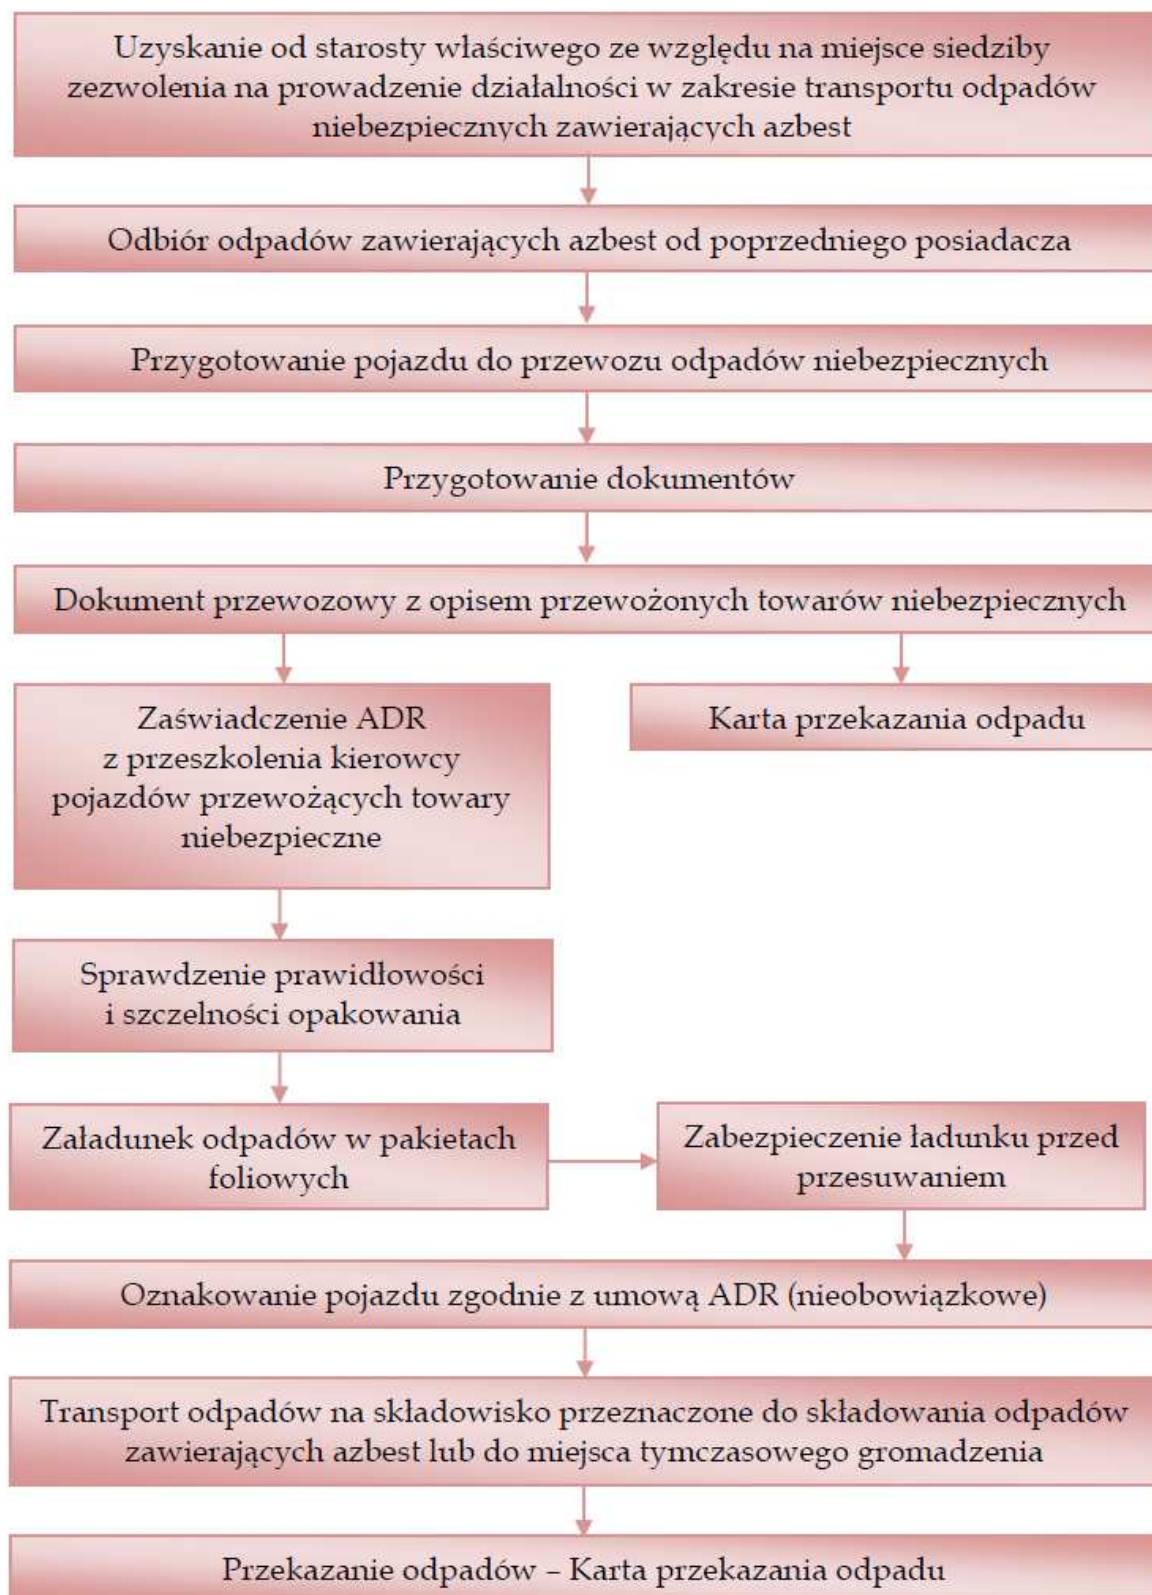 Uzyskanie od starosty właściwego ze względu na miejsce siedziby
zezwolenia na prowadzenie działalności w zakresie transportu odpadów
niebezpiecznych zawierających azbest
Odbiór odpadów zawierających azbest od poprzedniego posiadacza
Przygotowanie pojazdu do przewozu odpadów niebezpiecznych
Przygotowanie dokumentów
Dokument przewozowy z opisem przewożonych towarów niebezpiecznych
Zaświadczenie ADR
z przeszkolenia kierowcy
pojazdów przewożących towary
niebezpieczne
Karta przekazania odpadu
Sprawdzenie prawidłowości
i szczelności opakowania
Załadunek odpadów w pakietach
foliowych
Zabezpieczenie ładunku przed
przesuwaniem
Oznakowanie pojazdu zgodnie z umową ADR (nieobowiązkowe)
Transport odpadów na składowisko przeznaczone do składowania odpadów
zawierających azbest lub do miejsca tymczasowego gromadzenia
Przekazanie odpadów – Karta przekazania odpadu